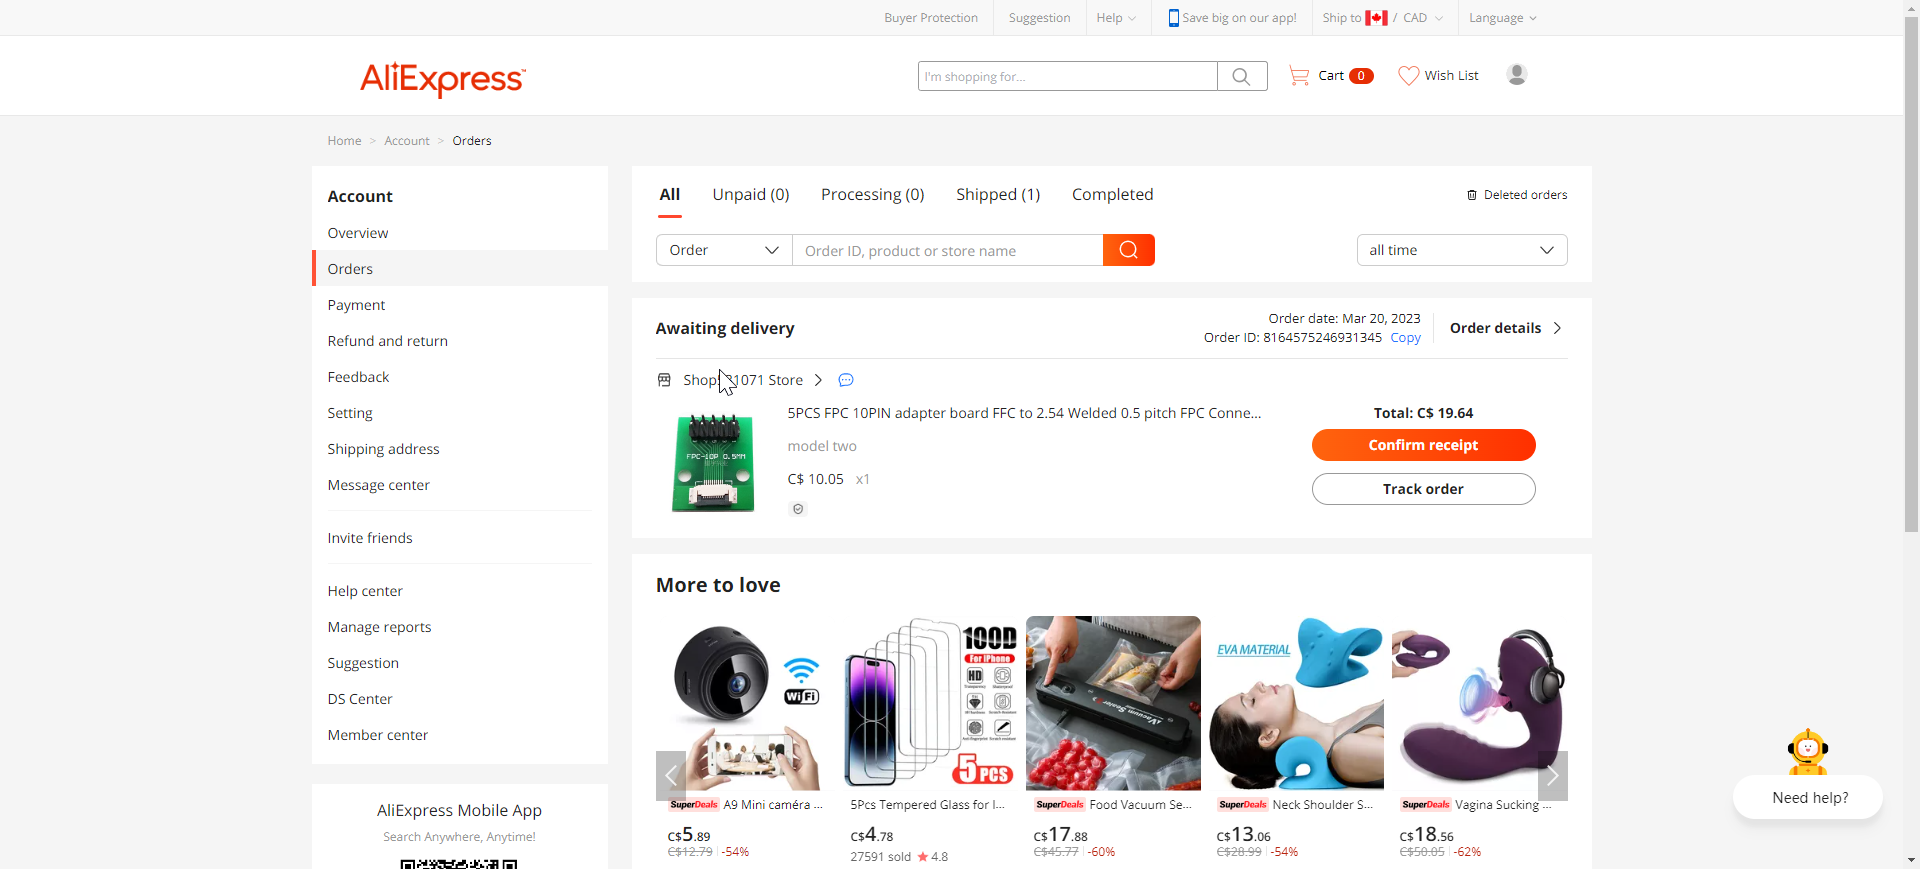 Buyer Protection
Suggestion
Help
Save big on our app!
Ship to / CAD
Language
AliExpress™
I'm shopping for...
Cart 0
Wish List
Home > Account > Orders
Account
Overview
Orders
Payment
Refund and return
Feedback
Setting
Shipping address
Message center
Invite friends
Help center
Manage reports
Suggestion
DS Center
Member center
AliExpress Mobile App
Search Anywhere, Anytime!
All
Unpaid (0)
Processing (0)
Shipped (1)
Completed
Deleted orders
Order
Order ID, product or store name
all time
Awaiting delivery
Order date: Mar 20, 2023
Order ID: 8164575246931345 Copy
Order details
1071 Store
FPC-10P 0.5MM
5PCS FPC 10PIN adapter board FFC to 2.54 Welded 0.5 pitch FPC Conne...
model two
C$ 10.05 x1
Total: C$ 19.64
Confirm receipt
Track order
More to love
WiFi
SuperDeals A9 Mini caméra ...
C$5.89
C$12.79 -54%
100D
For iPhone
HD
5 PCS
5Pcs Tempered Glass for I...
C$4.78
27591 sold 4.8
Vacuum Sealer
SuperDeals Food Vacuum Se...
C$17.88
C$45.77 -60%
EVA MATERIAL
SuperDeals Neck Shoulder S...
C$13.06
C$28.99 -54%
SuperDeals Vagina Sucking ...
C$18.56
C$50.05 -62%
Need help?